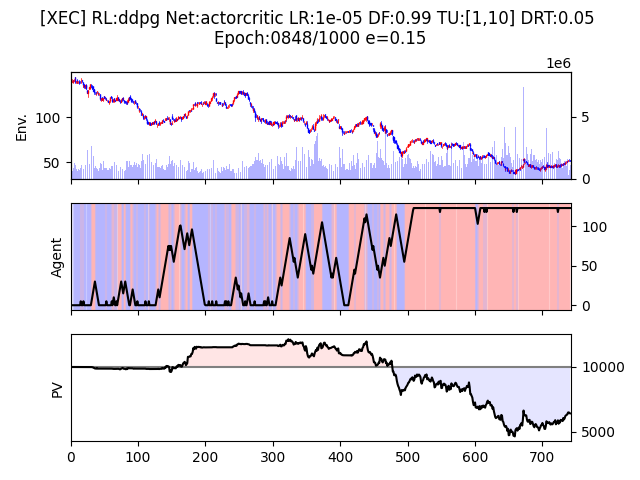 [XEC] RL:ddpg Net:actorcritic LR:1e-05 DF:0.99 TU:[1,10] DRT:0.05
Epoch:0848/1000 e=0.15
1e6
Env.
100
50
5
0
Agent
100
50
0
PV
10000
5000
0 100 200 300 400 500 600 700